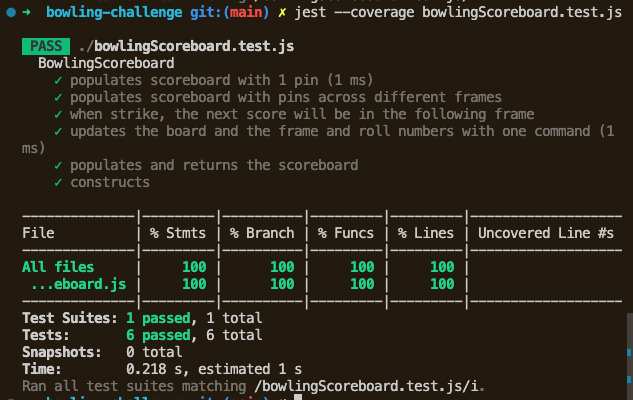 ➜ bowling-challenge git:(main) ✗ jest --coverage bowlingScoreboard.test.js
PASS ./bowlingScoreboard.test.js
BowlingScoreboard
✓ populates scoreboard with 1 pin (1 ms)
✓ populates scoreboard with pins across different frames
✓ when strike, the next score will be in the following frame
✓ updates the board and the frame and roll numbers with one command (1
ms)
✓ populates and returns the scoreboard
✓ constructs
--------------|---------|----------|---------|---------|-------------------
File | % Stmts | % Branch | % Funcs | % Lines | Uncovered Line #s
--------------|---------|----------|---------|---------|-------------------
All files | 100 | 100 | 100 | 100 |
...eboard.js | 100 | 100 | 100 | 100 |
--------------|---------|----------|---------|---------|-------------------
Test Suites: 1 passed, 1 total
Tests: 6 passed, 6 total
Snapshots: 0 total
Time: 0.218 s, estimated 1 s
Ran all test suites matching /bowlingScoreboard.test.js/i.